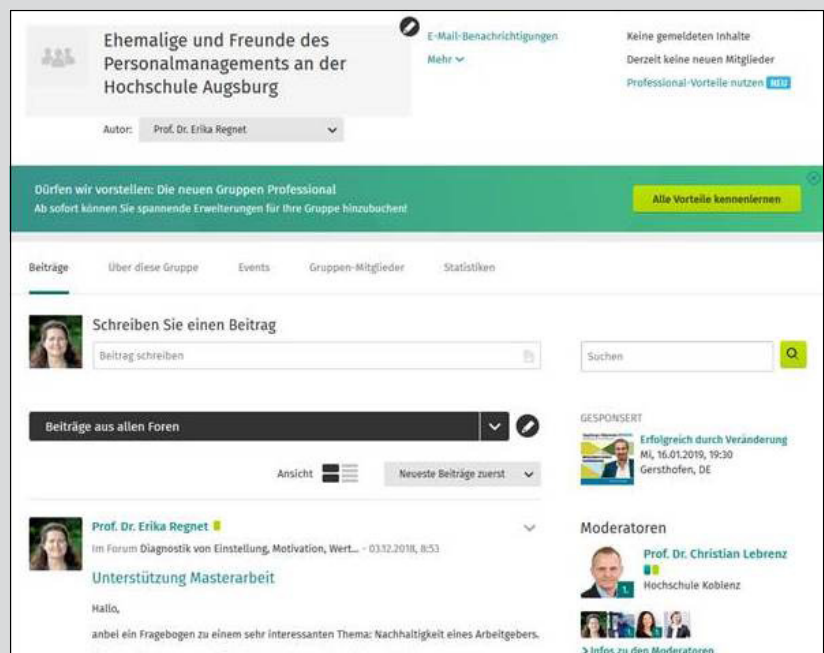 Ehemalige und Freunde des
Personalmanagements an der
Hochschule Augsburg
Autor: Prof. Dr. Erika Regnet
E-Mail-Benachrichtigungen
Mehr
Keine gemeldeten Inhalte
Derzeit keine neuen Mitglieder
Professional-Vorteile nutzen NEU
Dürfen wir vorstellen: Die neuen Gruppen Professional
Ab sofort können Sie spannende Erweiterungen für Ihre Gruppe hinzubuchen!
Alle Vorteile kennenlernen
Beiträge Über diese Gruppe Events Gruppen-Mitglieder Statistiken
Schreiben Sie einen Beitrag
Beitrag schreiben
Suchen
Beiträge aus allen Foren
Ansicht Neueste Beiträge zuerst
Prof. Dr. Erika Regnet
Im Forum Diagnostik von Einstellung, Motivation, Wert... - 03.12.2018, 8:53
Unterstützung Masterarbeit
Hallo,
anbei ein Fragebogen zu einem sehr interessanten Thema: Nachhaltigkeit eines Arbeitgebers.
GESPONSERT
Erfolgreich durch Veränderung
Mi, 16.01.2019, 19:30
Gersthofen, DE
Moderatoren
Prof. Dr. Christian Lebrenz
1.
Hochschule Koblenz
Infos zu den Moderatoren